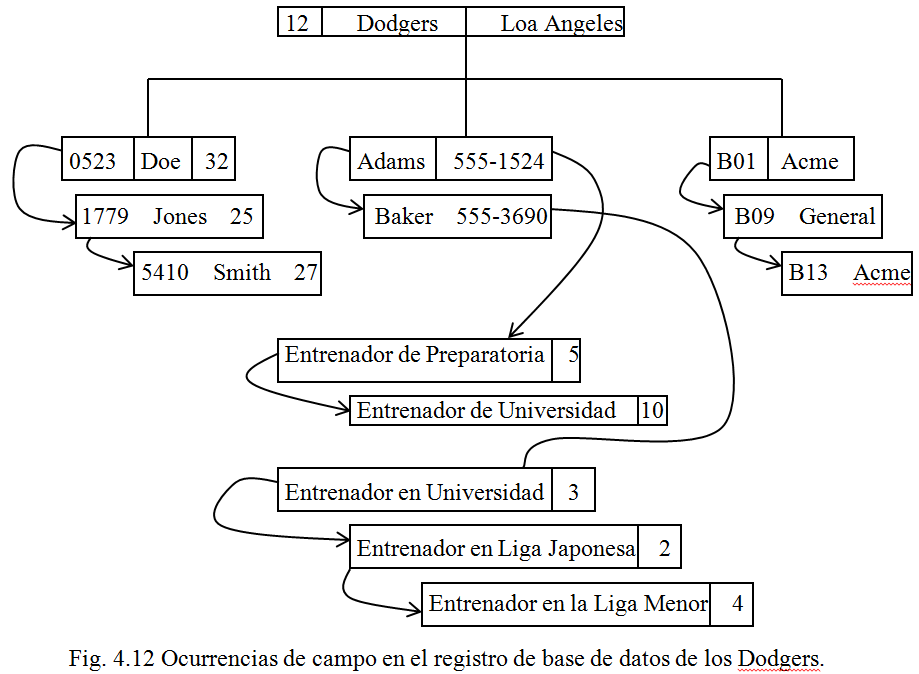 12 Dodgers Loa Angeles
0523 Doe 32
Adams 555-1524
B01 Acme
1779 Jones 25
Baker 555-3690
B09 General
5410 Smith 27
B13 Acme
Entrenador de Preparatoria 5
Entrenador de Universidad 10
Entrenador en Universidad 3
Entrenador en Liga Japonesa 2
Entrenador en la Liga Menor 4
Fig. 4.12 Ocurrencias de campo en el registro de base de datos de los Dodgers.